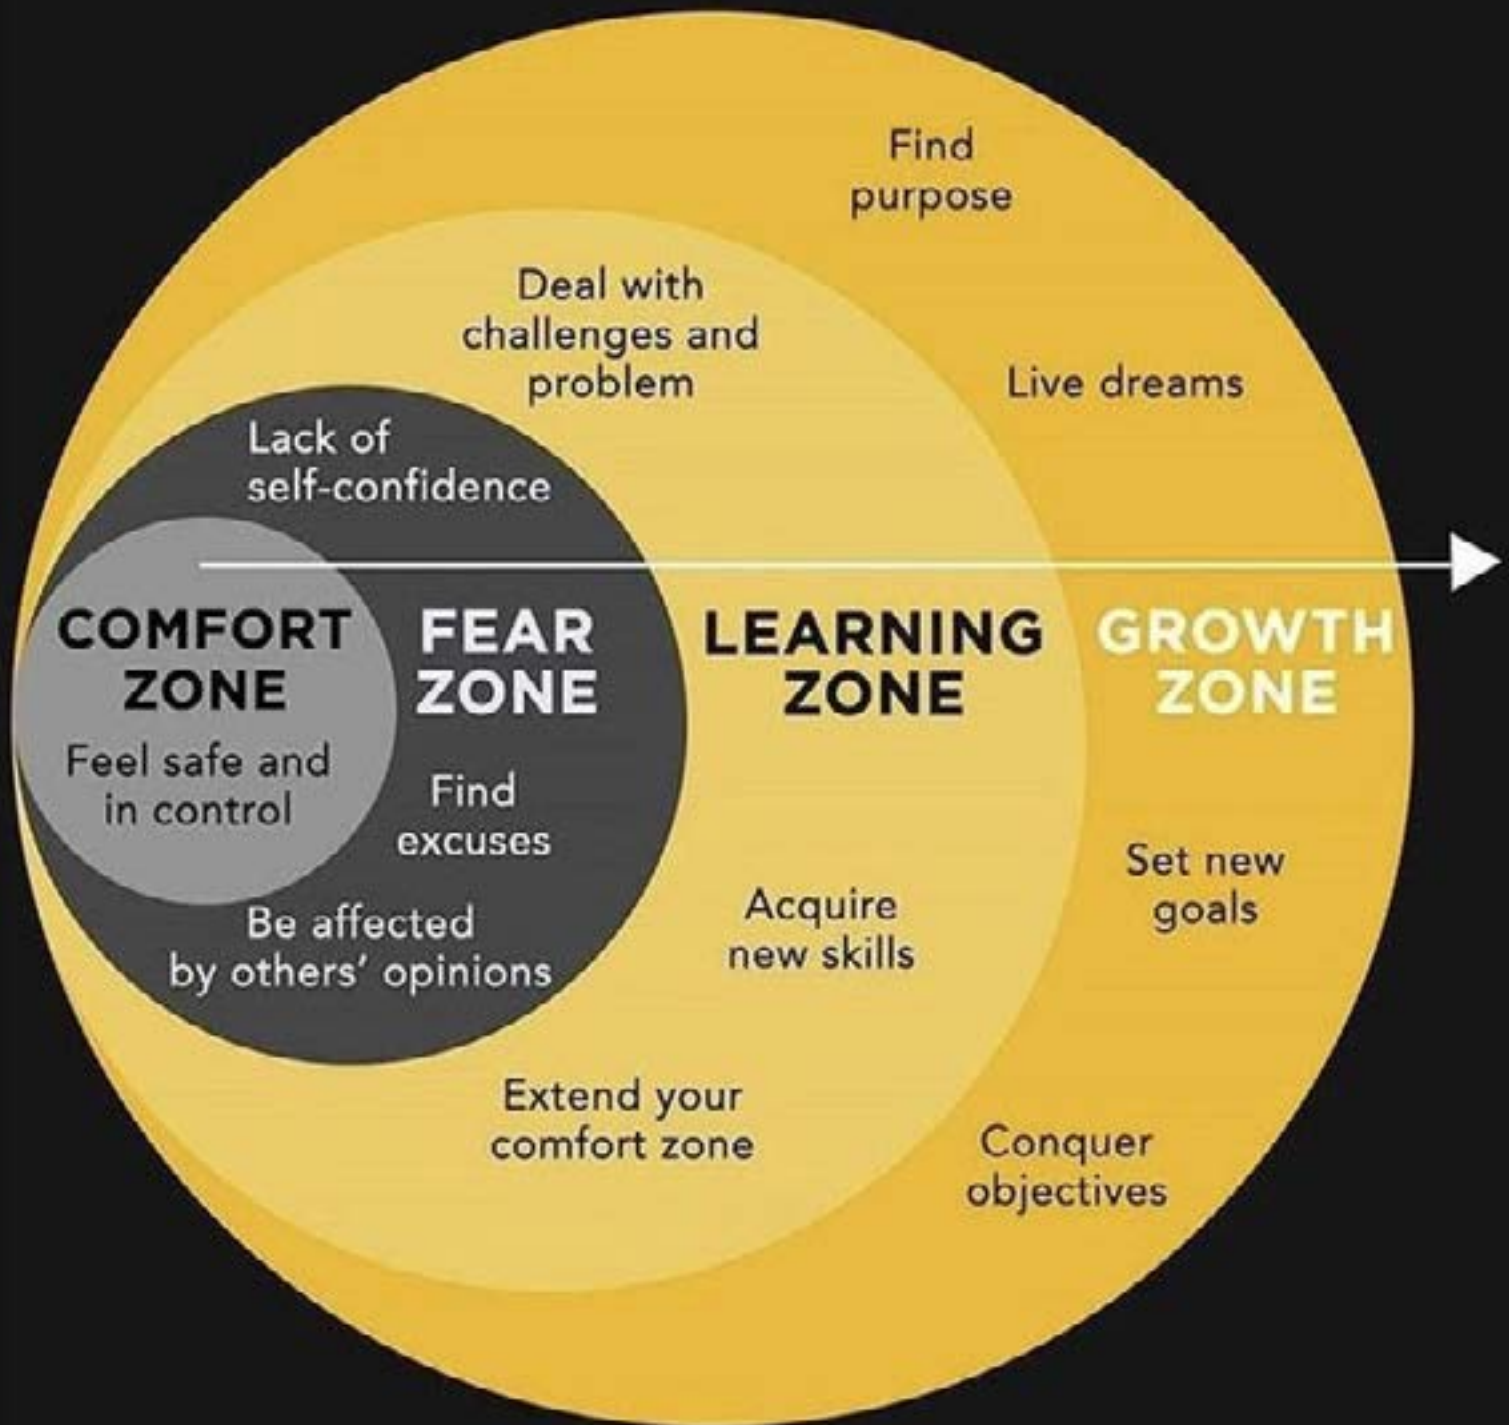 Find
purpose
Deal with
challenges and
problem
Live dreams
Lack of
self-confidence
COMFORT
ZONE
Feel safe and
in control
FEAR
ZONE
Find
excuses
Be affected
by others' opinions
LEARNING
ZONE
Acquire
new skills
Extend your
comfort zone
GROWTH
ZONE
Set new
goals
Conquer
objectives